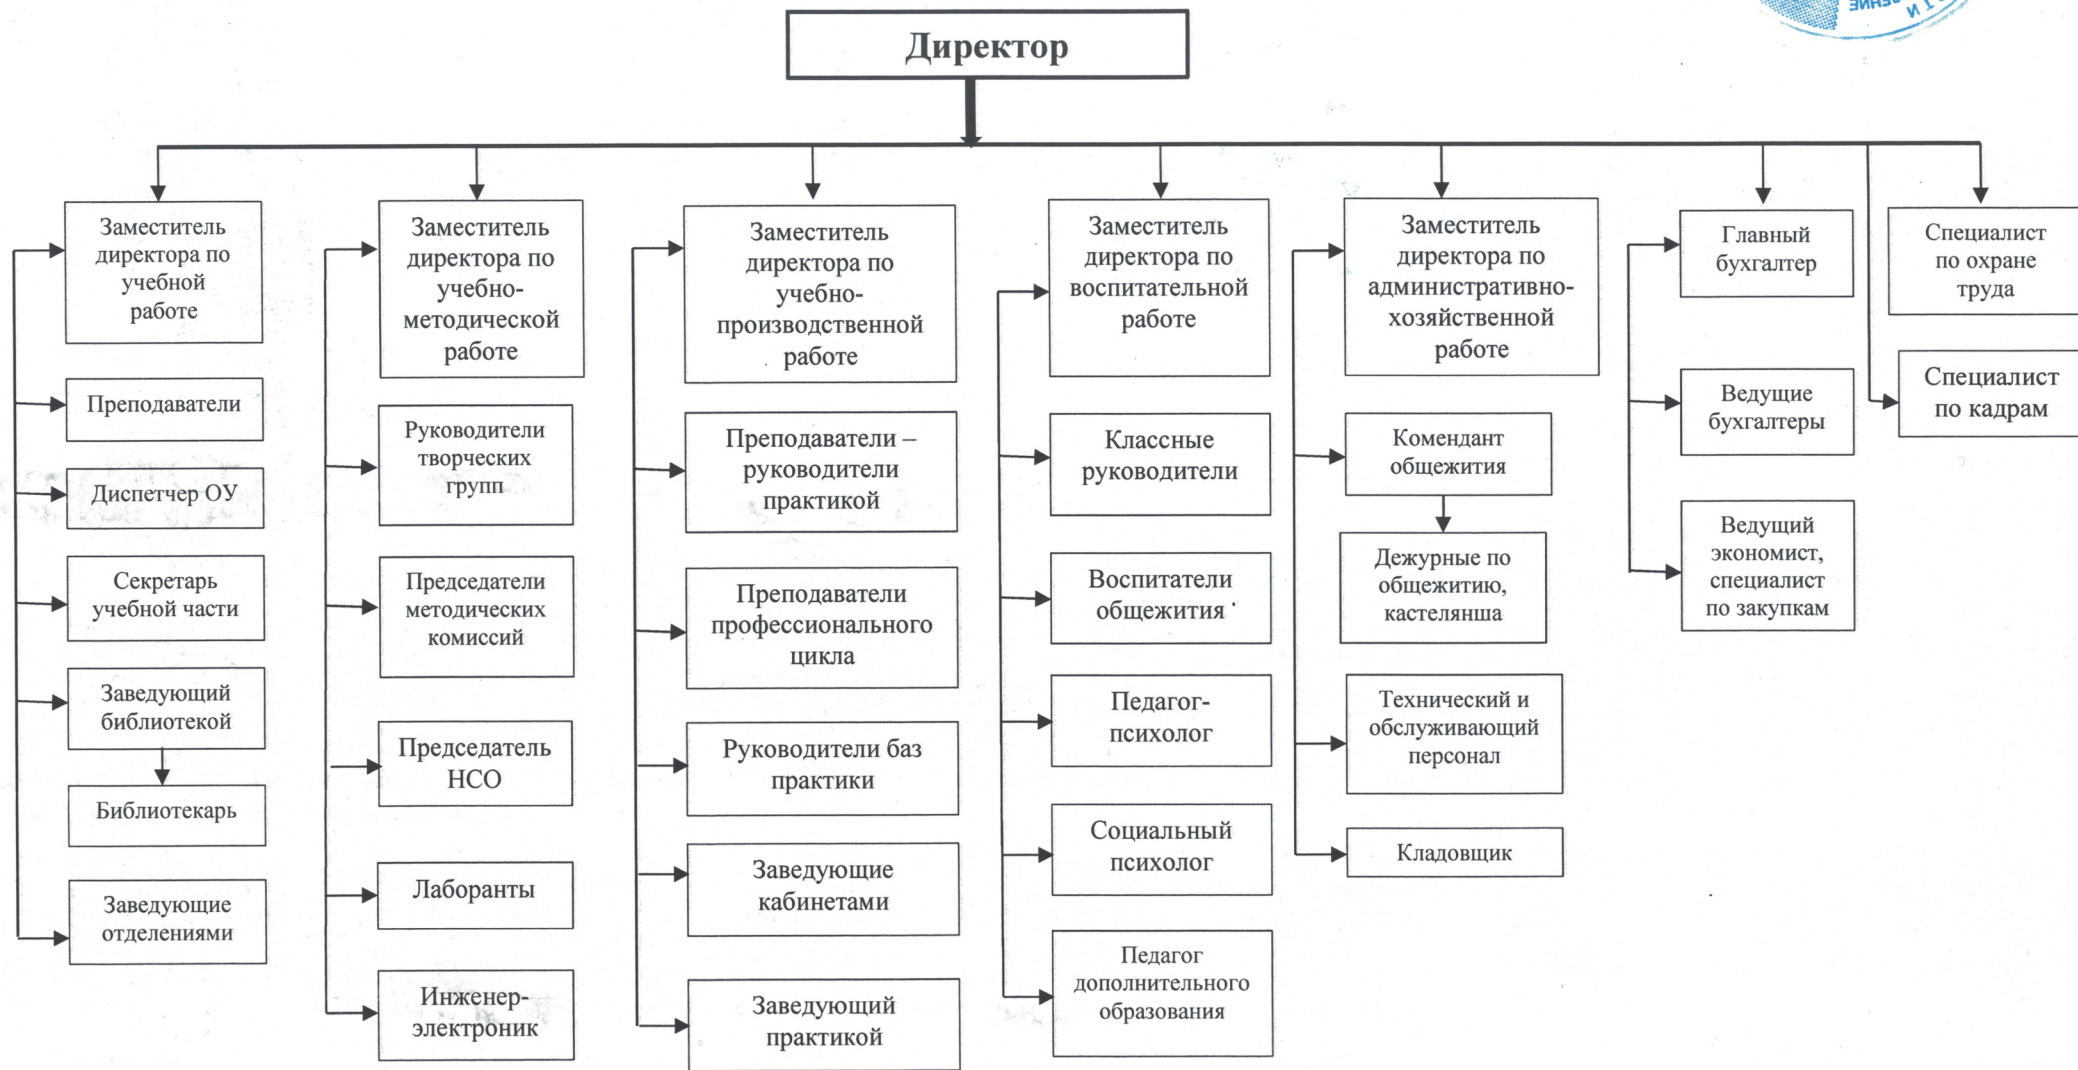 Директор
Заместитель
директора по
учебной
работе
Преподаватели
Диспетчер ОУ
Секретарь
учебной части
Заведующий
библиотекой
Библиотекарь
Заведующие
отделениями
Заместитель
директора по
учебно-
методической
работе
Руководители
творческих
групп
Председатели
методических
комиссий
Председатель
НСО
Лаборанты
Инженер-
электроник
Заместитель
директора по
учебно-
производственной
работе
Преподаватели –
руководители
практикой
Преподаватели
профессионального
цикла
Руководители баз
практики
Заведующие
кабинетами
Заведующий
практикой
Заместитель
директора по
воспитательной
работе
Классные
руководители
Воспитатели
общежития
Педагог-
психолог
Социальный
психолог
Педагог
дополнительного
образования
Заместитель
директора по
административно-
хозяйственной
работе
Комендант
общежития
Дежурные по
общежитию,
кастелянша
Технический и
обслуживающий
персонал
Кладовщик
Главный
бухгалтер
Ведущие
бухгалтеры
Ведущий
экономист,
специалист
по закупкам
Специалист
по охране
труда
Специалист
по кадрам